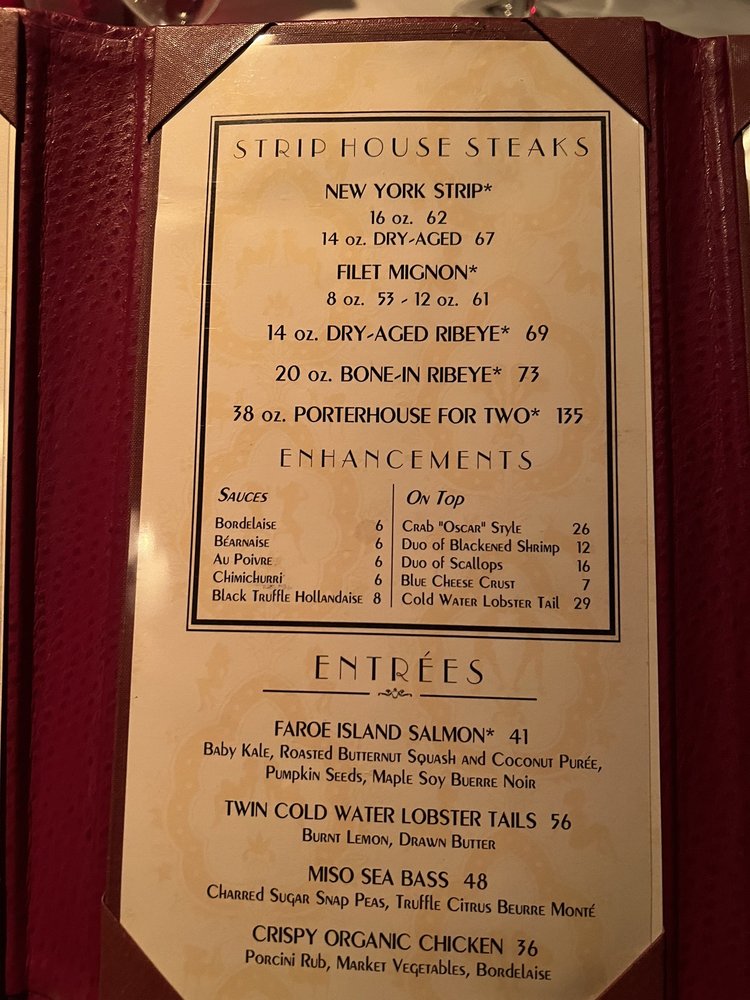 STRIP HOUSE STEAKS
NEW YORK STRIP*
16 oz. 62
14 oz. DRY-AGED 67
FILET MIGNON*
8 oz. 53 - 12 oz. 61
14 oz. DRY-AGED RIBEYE* 69
20 oz. BONE-IN RIBEYE* 73
38 oz. PORTERHOUSE FOR TWO* 135
ENHANCEMENTS
SAUCES
BORDELAISE 6
BÉARNAISE 6
AU POIVRE 6
CHIMICHURRI 6
BLACK TRUFFLE HOLLANDAISE 8
ON TOP
CRAB "OSCAR" STYLE 26
DUO OF BLACKENED SHRIMP 12
DUO OF SCALLOPS 16
BLUE CHEESE CRUST 7
COLD WATER LOBSTER TAIL 29
ENTRÉES
FAROE ISLAND SALMON* 41
BABY KALE, ROASTED BUTTERNUT SQUASH AND COCONUT PURÉE,
PUMPKIN SEEDS, MAPLE SOY BUERRE NOIR
TWIN COLD WATER LOBSTER TAILS 56
BURNT LEMON, DRAWN BUTTER
MISO SEA BASS 48
CHARRED SUGAR SNAP PEAS, TRUFFLE CITRUS BEURRE MONTÉ
CRISPY ORGANIC CHICKEN 36
PORCINI RUB, MARKET VEGETABLES, BORDELAISE